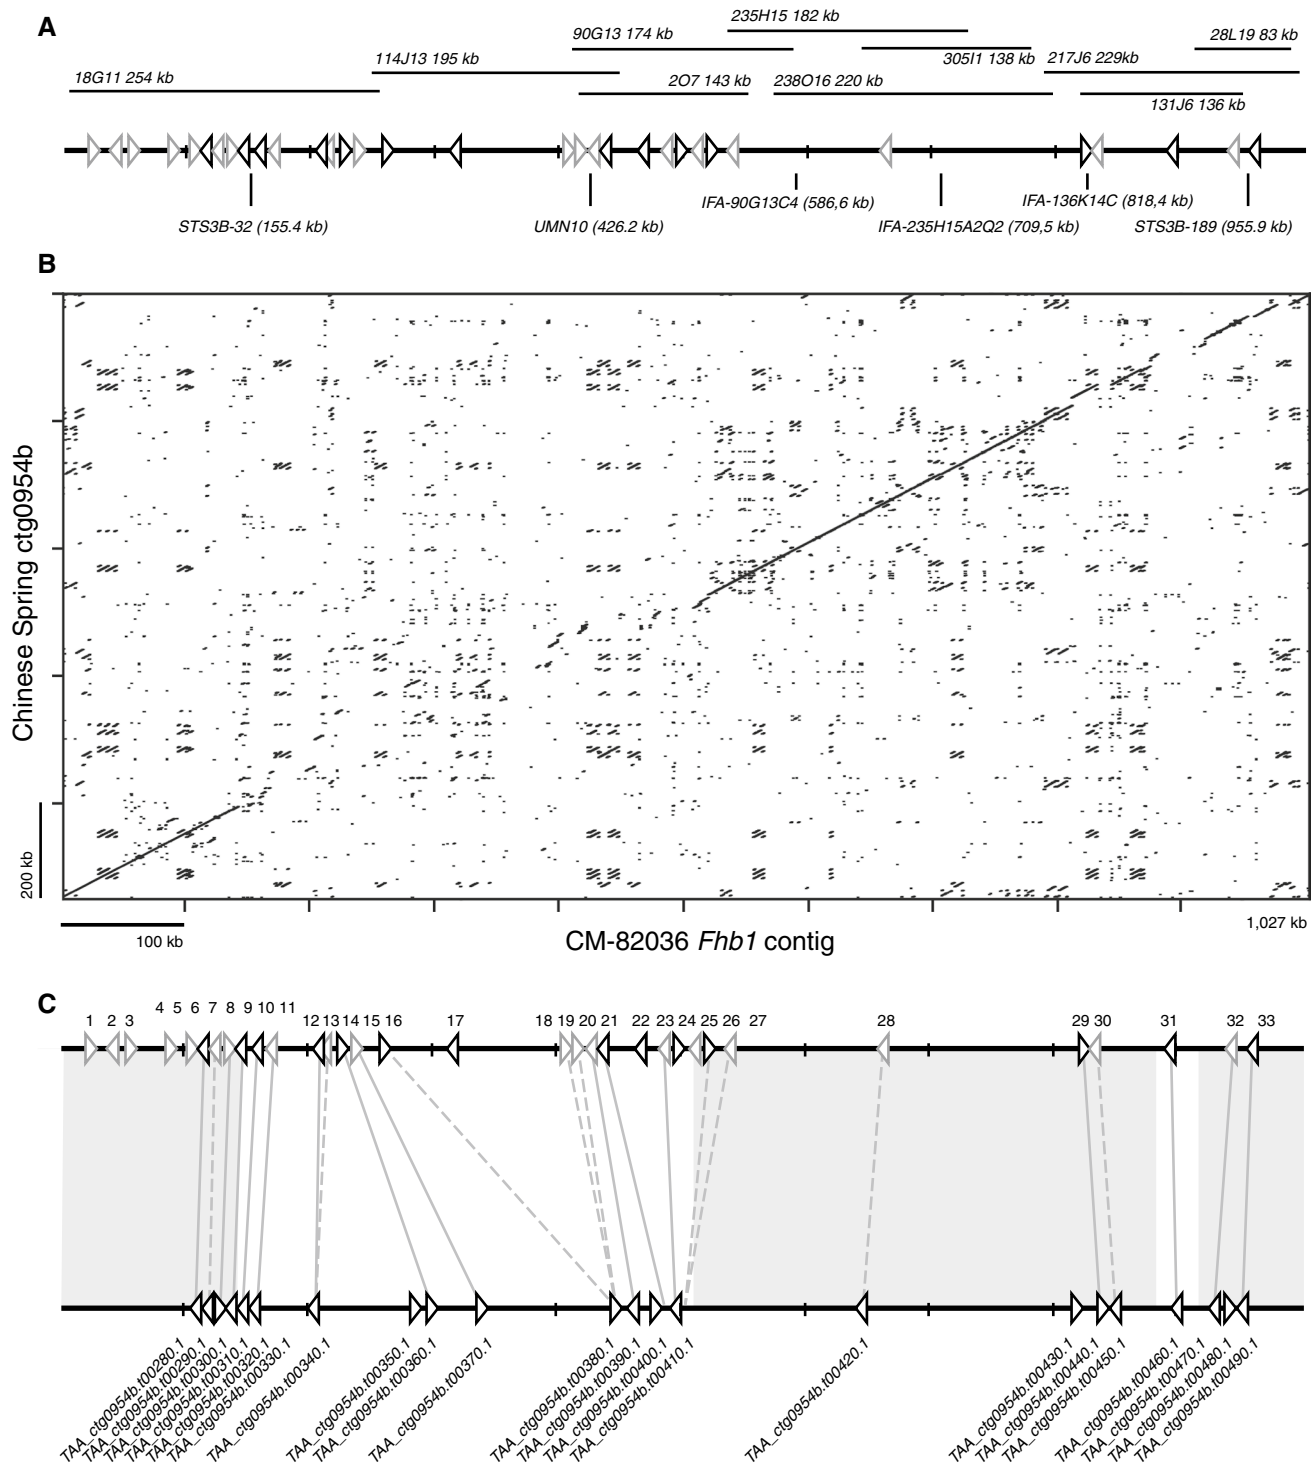 A
235H15 182 kb
90G13 174 kb
28L19 83 kb
114J13 195 kb
305I1 138 kb
217J6 229kb
18G11 254 kb
2O7 143 kb
238O16 220 kb
131J6 136 kb
IFA-90G13C4 (586,6 kb)
IFA-136K14C (818,4 kb)
STS3B-32 (155.4 kb)
UMN10 (426.2 kb)
IFA-235H15A2Q2 (709,5 kb)
STS3B-189 (955.9 kb)
B
Chinese Spring ctg0954b
200 kb
100 kb
CM-82036 Fhb1 contig
1,027 kb
C
1 2 3 4 5 6 7 8 9 10 11 12 13 14 15 16 17 18 19 20 21 22 23 24 25 26 27 28 29 30 31 32 33
TAA_ctg0954b.t00280.1
TAA_ctg0954b.t00290.1
TAA_ctg0954b.t00300.1
TAA_ctg0954b.t00310.1
TAA_ctg0954b.t00320.1
TAA_ctg0954b.t00330.1
TAA_ctg0954b.t00340.1
TAA_ctg0954b.t00350.1
TAA_ctg0954b.t00360.1
TAA_ctg0954b.t00370.1
TAA_ctg0954b.t00380.1
TAA_ctg0954b.t00390.1
TAA_ctg0954b.t00400.1
TAA_ctg0954b.t00410.1
TAA_ctg0954b.t00420.1
TAA_ctg0954b.t00430.1
TAA_ctg0954b.t00440.1
TAA_ctg0954b.t00450.1
TAA_ctg0954b.t00460.1
TAA_ctg0954b.t00470.1
TAA_ctg0954b.t00480.1
TAA_ctg0954b.t00490.1